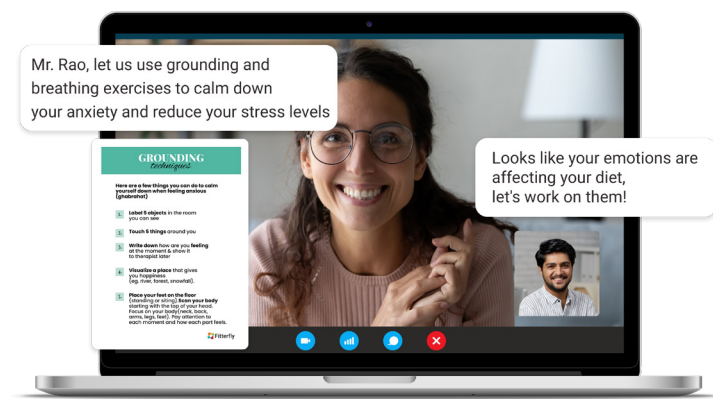 Mr. Rao, let us use grounding and
breathing exercises to calm down
your anxiety and reduce your stress levels
Looks like your emotions are
affecting your diet,
let's work on them!
GROUNDING
techniques
Here are a few things you can do to calm
yourself down when feeling anxious
(ghabrahat)
1. Label 5 objects in the room
you can see
2. Touch 5 things around you
3. Write down how are you feeling
at the moment & show it
to therapist later
4. Visualize a place that gives
you happiness
(eg. river, forest, snowfall).
5. Place your feet on the floor
(standing or siting) Scan your body
starting with the top of your head.
Focus on your body(neck, back,
arms, legs, feet). Pay attention to
each moment and how each part feels.
Fitterfly